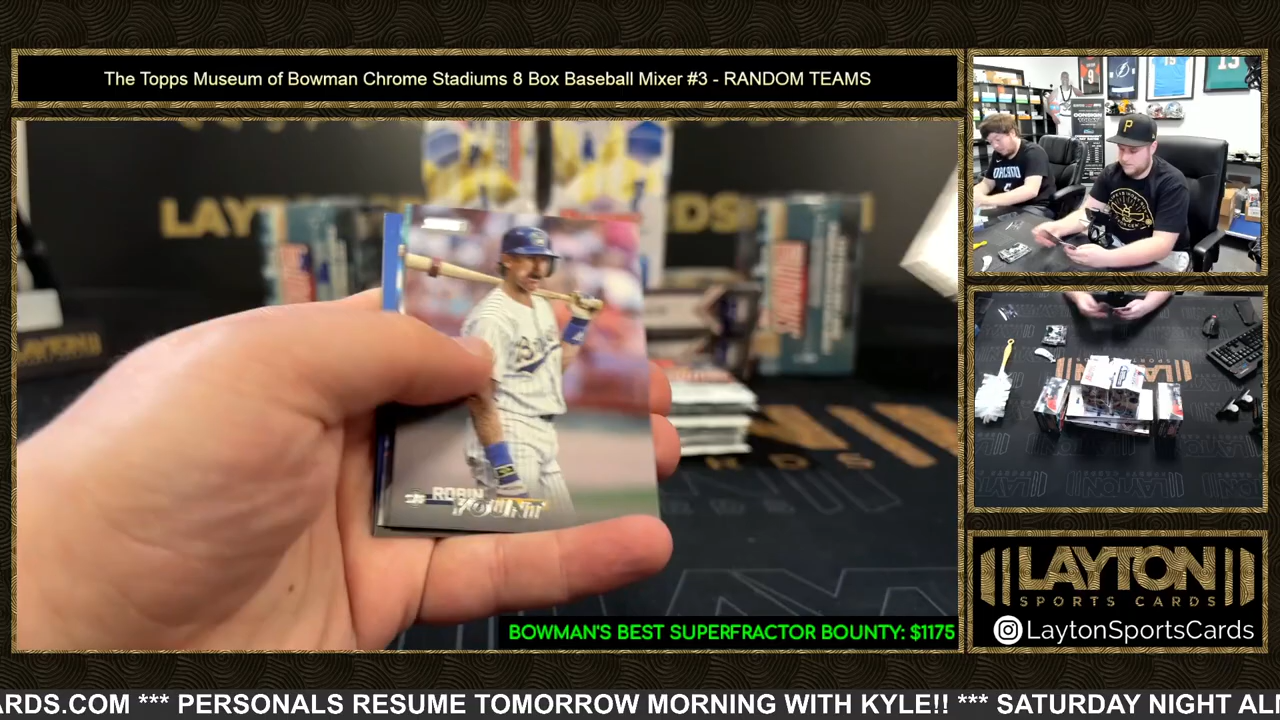 The Topps Museum of Bowman Chrome Stadiums 8 Box Baseball Mixer #3 - RANDOM TEAMS
ROBIN
YOUNT
BOWMAN'S BEST SUPERFRACTOR BOUNTY: $1175
LAYTON
SPORTS CARDS
LaytonSportsCards
ARDS.COM *** PERSONALS RESUME TOMORROW MORNING WITH KYLE!! *** SATURDAY NIGHT ALL